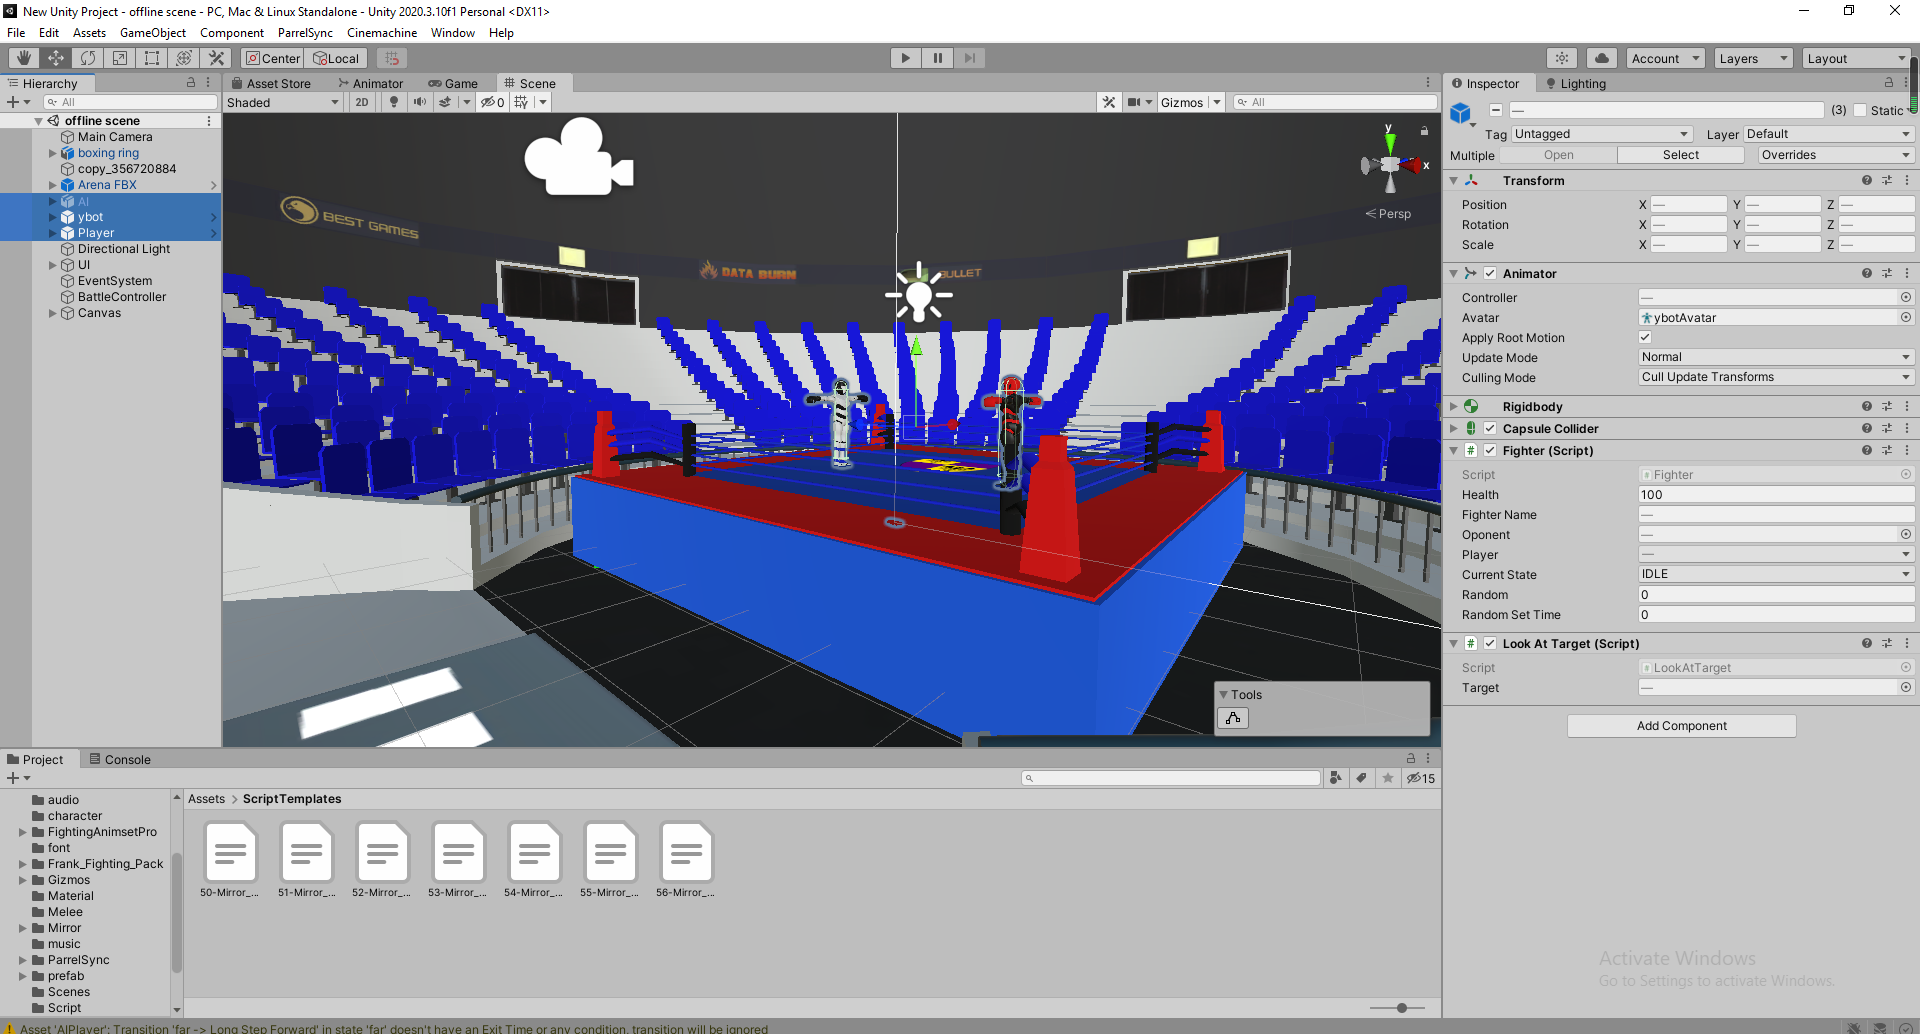 New Unity Project - offline scene - PC, Mac & Linux Standalone - Unity 2020.3.10f1 Personal <DX11>
File Edit Assets GameObject Component ParrelSync Cinemachine Window Help
Center Local Account Layers Layout
Hierarchy
All
offline scene
Main Camera
boxing ring
copy_356720884
Arena FBX
AI
ybot
Player
Directional Light
UI
EventSystem
BattleController
Canvas
Asset Store Animator Game Scene
Shaded 2D 0 Gizmos All
BEST GAMES
DATA BURN
BULLET
y
x
Persp
Tools
Inspector Lighting
— (3) Static
Tag Untagged Layer Default
Multiple Open Select Overrides
Transform
Position X — Y — Z —
Rotation X — Y — Z —
Scale X — Y — Z —
Animator
Controller —
Avatar ybotAvatar
Apply Root Motion
Update Mode Normal
Culling Mode Cull Update Transforms
Rigidbody
Capsule Collider
Fighter (Script)
Script Fighter
Health 100
Fighter Name —
Oponent —
Player —
Current State IDLE
Random 0
Random Set Time 0
Look At Target (Script)
Script LookAtTarget
Target —
Add Component
Project Console
15
audio
character
FightingAnimsetPro
font
Frank_Fighting_Pack
Gizmos
Material
Melee
Mirror
music
ParrelSync
prefab
Scenes
Script
Assets > ScriptTemplates
50-Mirror_... 51-Mirror_... 52-Mirror_... 53-Mirror_... 54-Mirror_... 55-Mirror_... 56-Mirror_...
Activate Windows
Go to Settings to activate Windows.
Asset 'AIPlayer': Transition 'far -> Long Step Forward' in state 'far' doesn't have an Exit Time or any condition, transition will be ignored